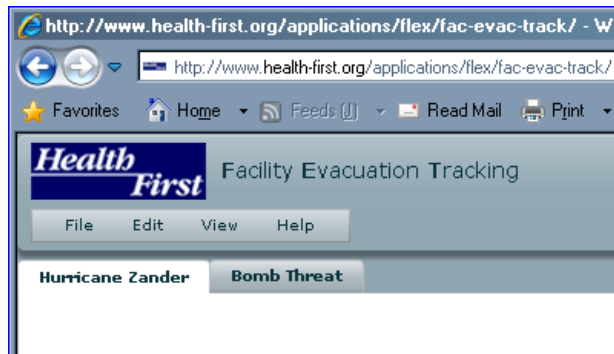 http://www.health-first.org/applications/flex/fac-evac-track/ - W
http://www.health-first.org/applications/flex/fac-evac-track/
Favorites Home Feeds (J) Read Mail Print
Health First Facility Evacuation Tracking
File Edit View Help
Hurricane Zander Bomb Threat